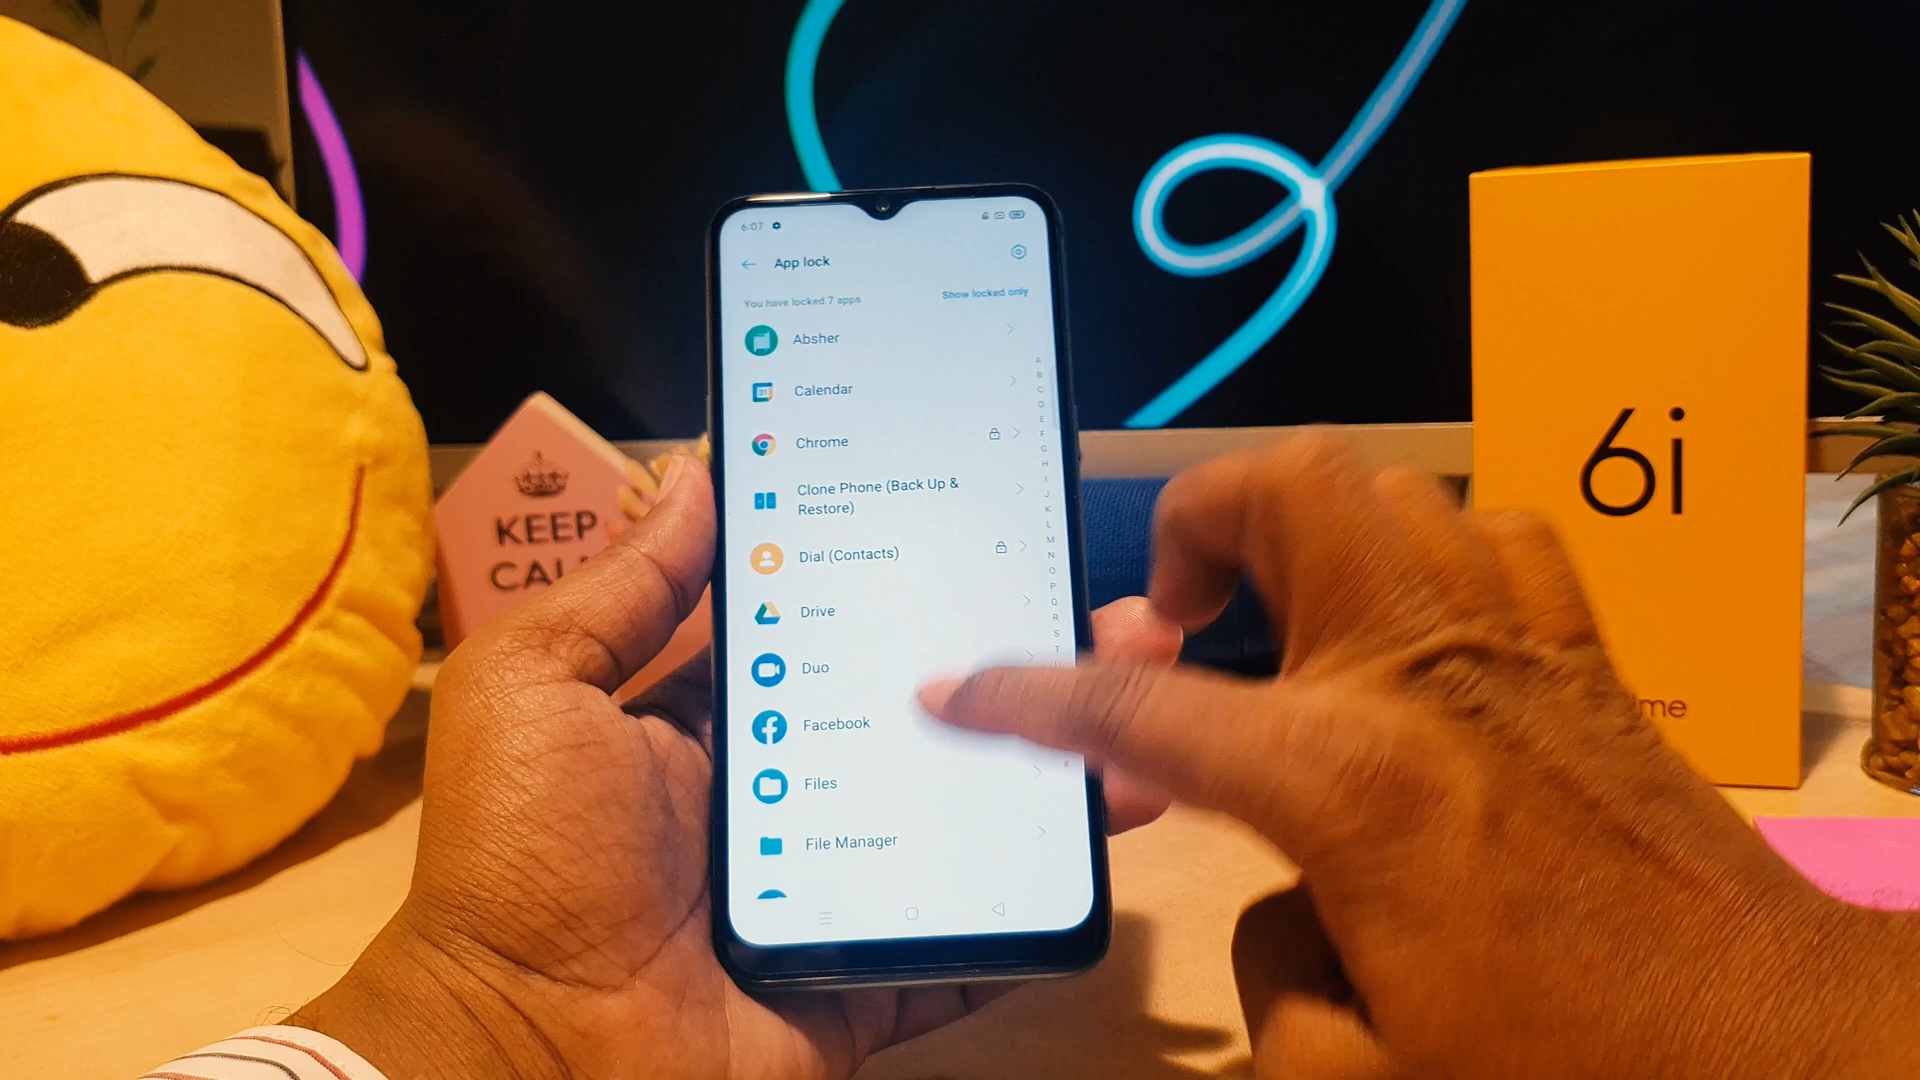 6:07
App lock
You have locked 7 apps
Show locked only
Absher
Calendar
Chrome
Clone Phone (Back Up &
Restore)
Dial (Contacts)
Drive
Duo
Facebook
Files
File Manager
A
B
C
D
E
F
G
H
I
J
K
L
M
N
O
P
Q
R
S
T
#
31
KEEP
CAL
6i
me